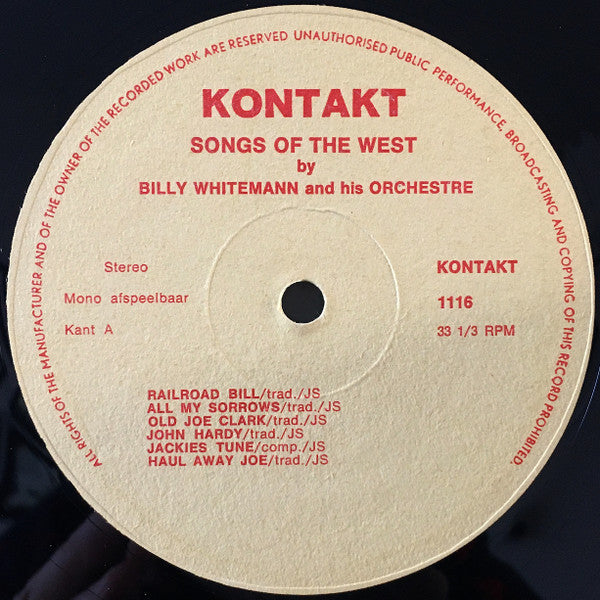 ALL RIGHTS OF THE MANUFACTURER AND OF THE OWNER OF THE RECORDED WORK ARE RESERVED UNAUTHORISED PUBLIC PERFORMANCE, BROADCASTING AND COPYING OF THIS RECORD PROHIBITED.
KONTAKT
SONGS OF THE WEST
by
BILLY WHITEMANN and his ORCHESTRE
Stereo
Mono afspeelbaar
Kant A
KONTAKT
1116
33 1/3 RPM
RAILROAD BILL/trad./JS
ALL MY SORROWS/trad./JS
OLD JOE CLARK/trad./JS
JOHN HARDY/trad./JS
JACKIES TUNE/comp./JS
HAUL AWAY JOE/trad./JS